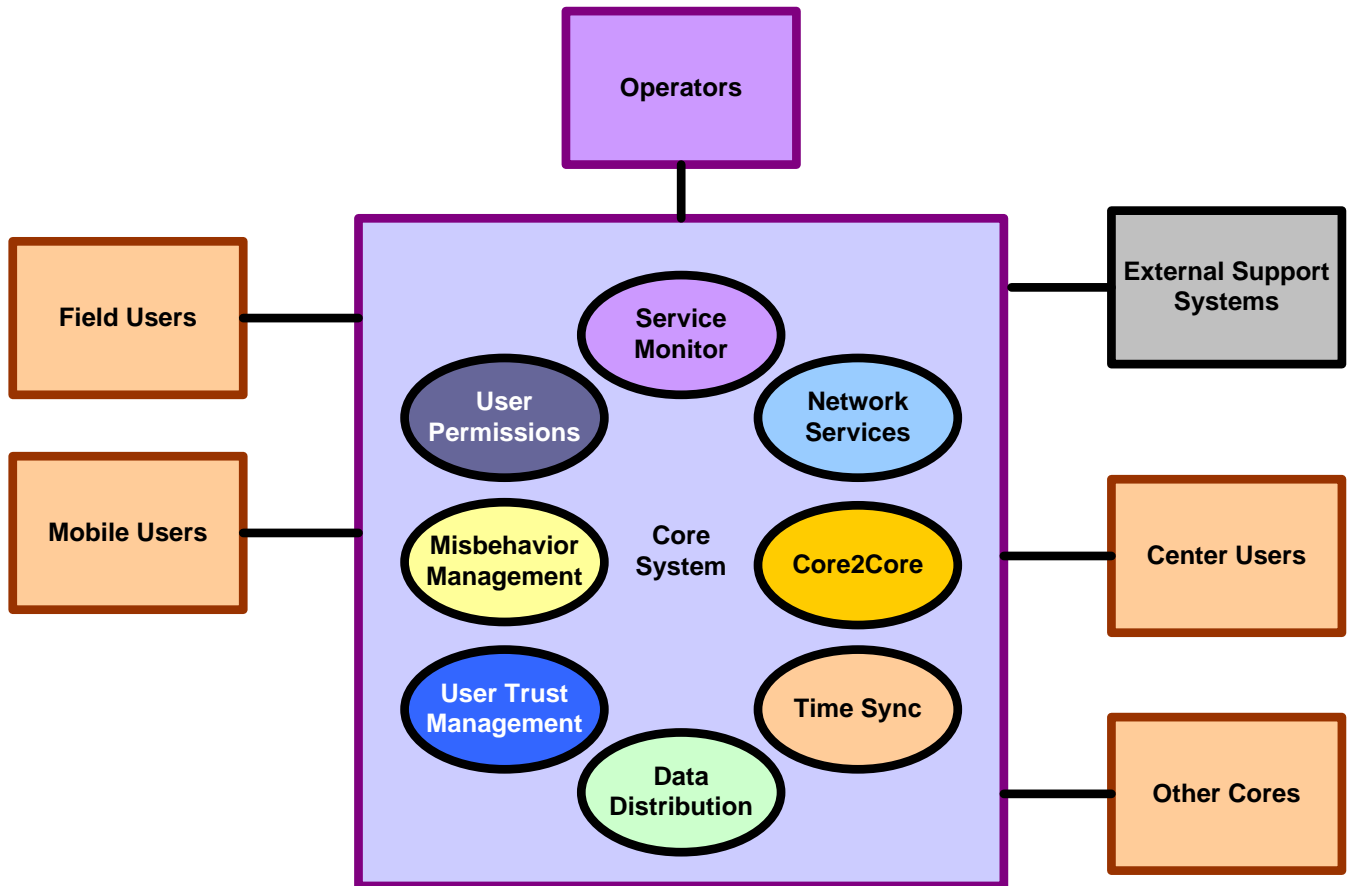 Operators
External Support
Systems
Field Users
Service
Monitor
User
Permissions
Network
Services
Mobile Users
Misbehavior
Management
Core
System
Core2Core
Center Users
User Trust
Management
Time Sync
Data
Distribution
Other Cores